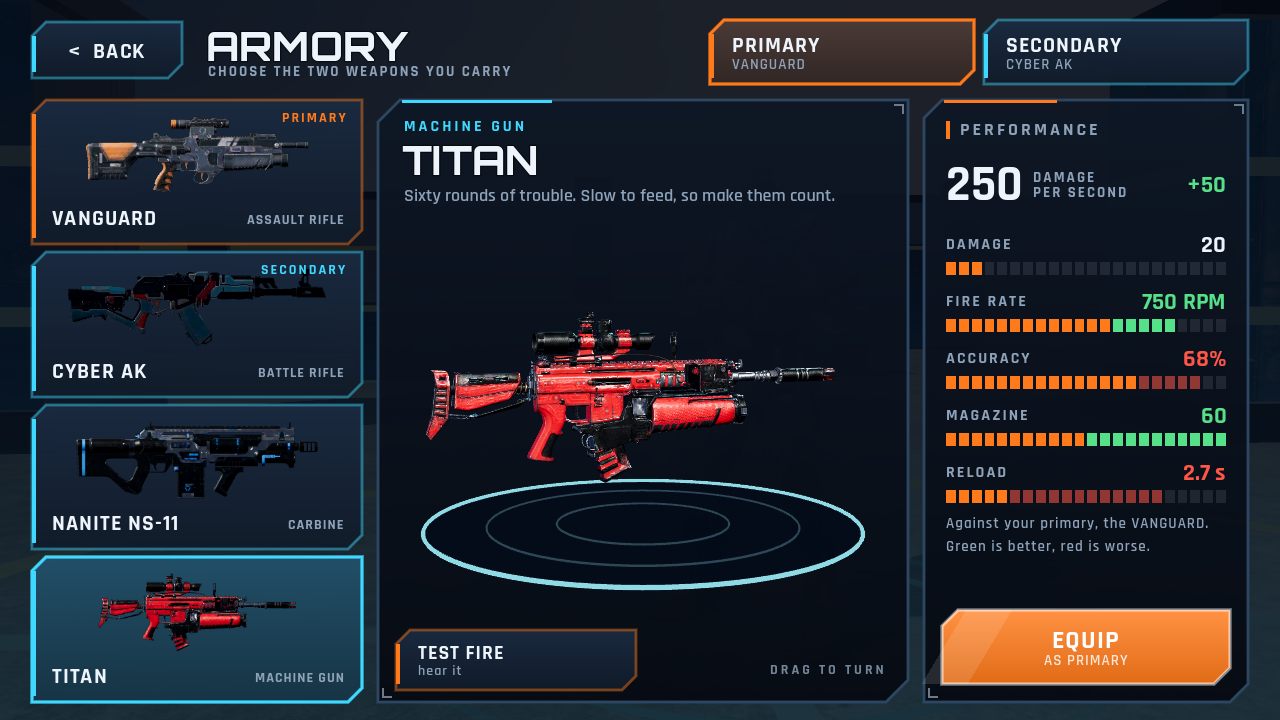 < BACK
ARMORY
CHOOSE THE TWO WEAPONS YOU CARRY
PRIMARY
VANGUARD
SECONDARY
CYBER AK
PRIMARY
VANGUARD
ASSAULT RIFLE
SECONDARY
CYBER AK
BATTLE RIFLE
NANITE NS-11
CARBINE
TITAN
MACHINE GUN
MACHINE GUN
TITAN
Sixty rounds of trouble. Slow to feed, so make them count.
TEST FIRE
hear it
DRAG TO TURN
PERFORMANCE
250
DAMAGE
PER SECOND
+50
DAMAGE
20
FIRE RATE
750 RPM
ACCURACY
68%
MAGAZINE
60
RELOAD
2.7 s
Against your primary, the VANGUARD.
Green is better, red is worse.
EQUIP
AS PRIMARY